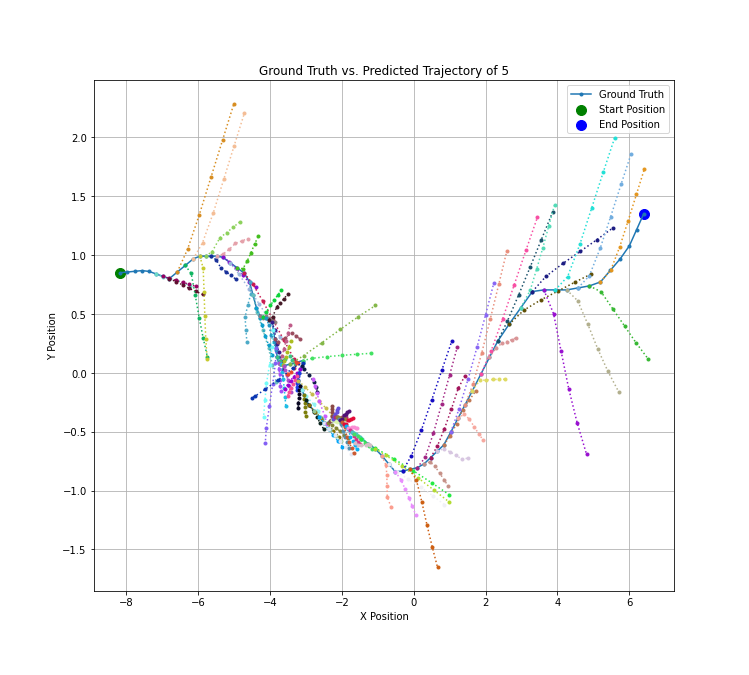 Ground Truth vs. Predicted Trajectory of 5
Ground Truth
Start Position
End Position
2.0
1.5
1.0
0.5
0.0
−0.5
−1.0
−1.5
Y Position
−8
−6
−4
−2
0
2
4
6
X Position